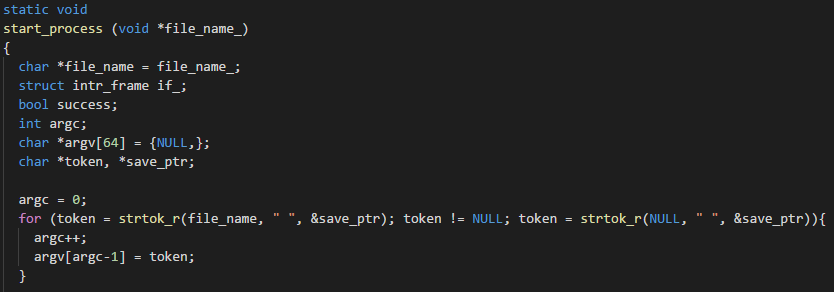 static void
start_process (void *file_name_)
{
  char *file_name = file_name_;
  struct intr_frame if_;
  bool success;
  int argc;
  char *argv[64] = {NULL,};
  char *token, *save_ptr;

  argc = 0;
  for (token = strtok_r(file_name, " ", &save_ptr); token != NULL; token = strtok_r(NULL, " ", &save_ptr)){
    argc++;
    argv[argc-1] = token;
  }